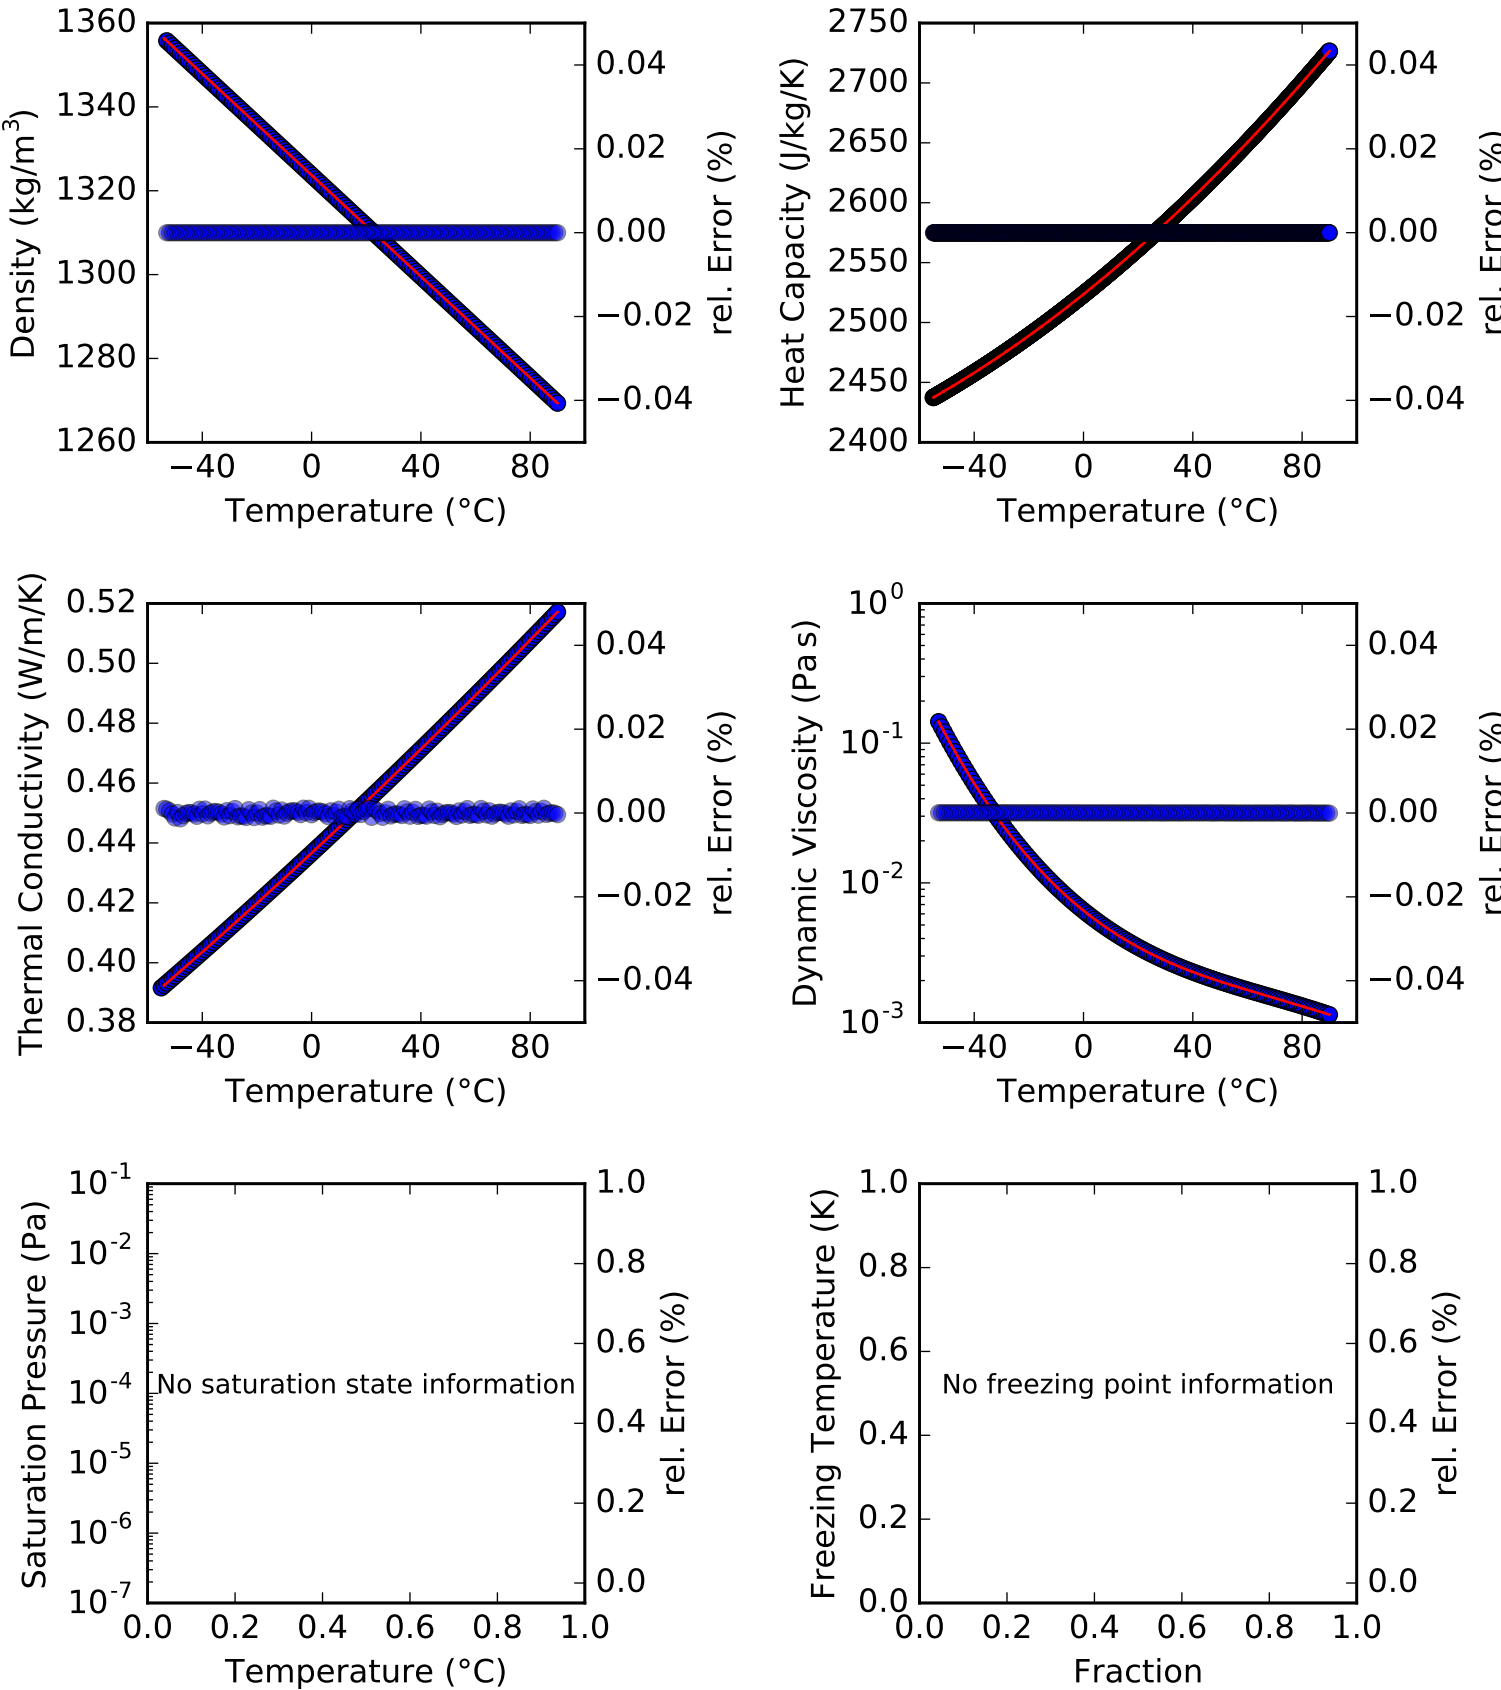 Density (kg/m³)
1360
1340
1320
1300
1280
1260
−40 0 40 80
Temperature (°C)
0.04
0.02
0.00
−0.02
−0.04
rel. Error (%)
Heat Capacity (J/kg/K)
2750
2700
2650
2600
2550
2500
2450
2400
−40 0 40 80
Temperature (°C)
0.04
0.02
0.00
−0.02
−0.04
rel. Error (%)
Thermal Conductivity (W/m/K)
0.52
0.50
0.48
0.46
0.44
0.42
0.40
0.38
−40 0 40 80
Temperature (°C)
0.04
0.02
0.00
−0.02
−0.04
rel. Error (%)
Dynamic Viscosity (Pa s)
10⁰
10⁻¹
10⁻²
10⁻³
−40 0 40 80
Temperature (°C)
0.04
0.02
0.00
−0.02
−0.04
rel. Error (%)
Saturation Pressure (Pa)
10⁻¹
10⁻²
10⁻³
10⁻⁴
10⁻⁵
10⁻⁶
10⁻⁷
No saturation state information
0.0 0.2 0.4 0.6 0.8 1.0
Temperature (°C)
1.0
0.8
0.6
0.4
0.2
0.0
rel. Error (%)
Freezing Temperature (K)
1.0
0.8
0.6
0.4
0.2
0.0
No freezing point information
0.0 0.2 0.4 0.6 0.8 1.0
Fraction
1.0
0.8
0.6
0.4
0.2
0.0
rel. Error (%)